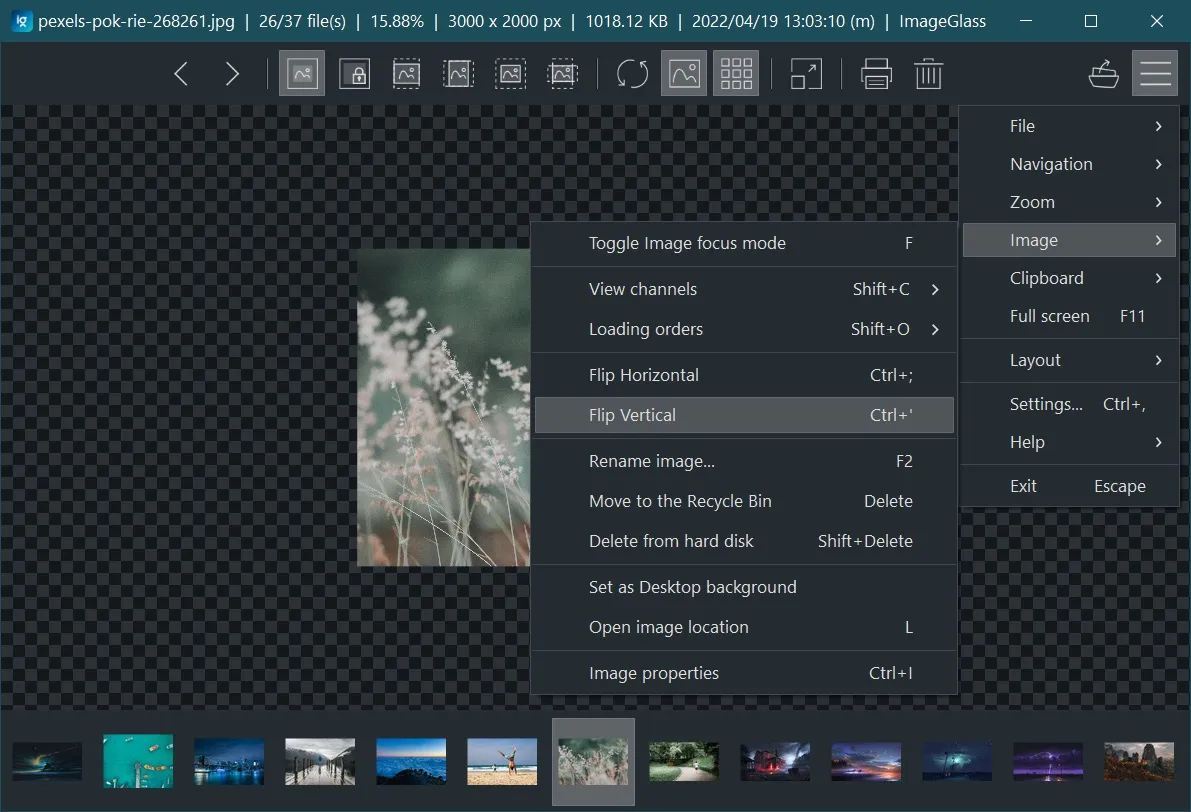 ig pexels-pok-rie-268261.jpg | 26/37 file(s) | 15.88% | 3000 x 2000 px | 1018.12 KB | 2022/04/19 13:03:10 (m) | ImageGlass
File
Navigation
Zoom
Image
Clipboard
Full screen F11
Layout
Settings... Ctrl+,
Help
Exit Escape
Toggle Image focus mode F
View channels Shift+C
Loading orders Shift+O
Flip Horizontal Ctrl+;
Flip Vertical Ctrl+'
Rename image... F2
Move to the Recycle Bin Delete
Delete from hard disk Shift+Delete
Set as Desktop background
Open image location L
Image properties Ctrl+I